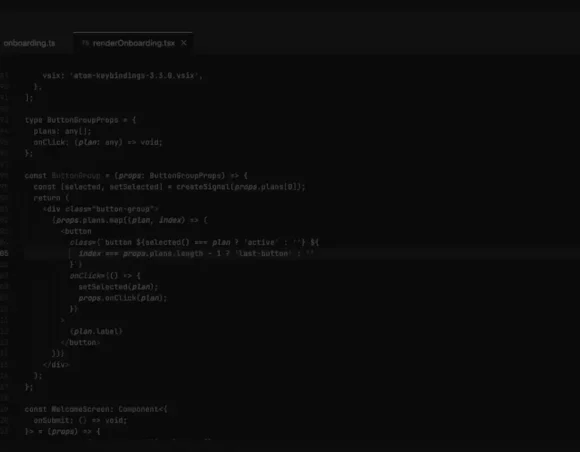 onboarding.ts
TS renderOnboarding.tsx ×
vsix: 'atom-keybindings-3.3.0.vsix',
},
];
type ButtonGroupProps = {
plans: any[];
onClick: (plan: any) => void;
};
const ButtonGroup = (props: ButtonGroupProps) => {
const [selected, setSelected] = createSignal(props.plans[0]);
return (
<div class="button-group">
{props.plans.map((plan, index) => (
<button
class={`button ${selected() === plan ? 'active' : ''} ${
index === props.plans.length - 1 ? 'last-button' : ''
}`}
onClick={() => {
setSelected(plan);
props.onClick(plan);
}}
>
{plan.label}
</button>
))}
</div>
);
};
const WelcomeScreen: Component<{
onSubmit: () => void;
}> = (props) => {